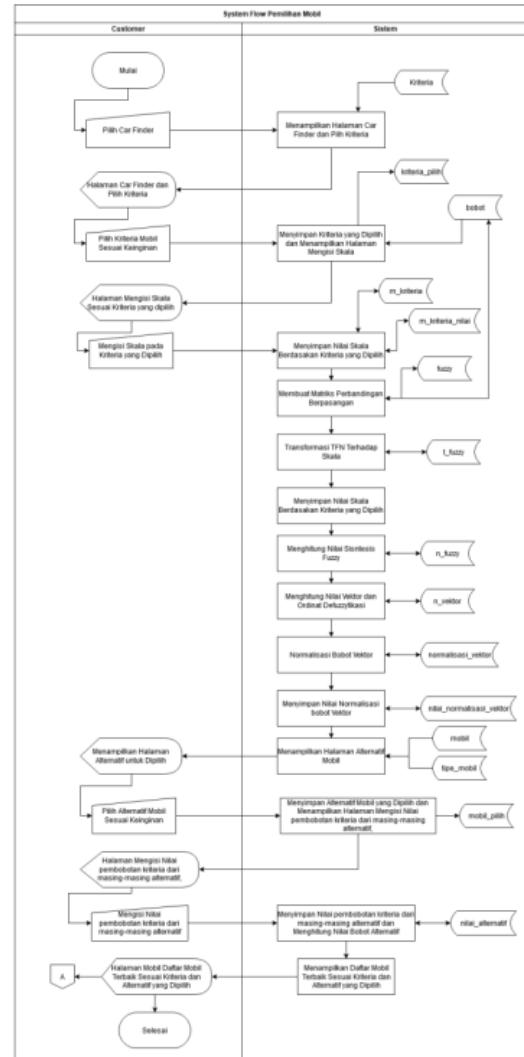 System Flow Pemilihan Mobil
Customer
Sistem
Mulai
Kriteria
Pilih Car Finder
Menampilkan Halaman Car
Finder dan Pilih Kriteria
kriteria_pilih
Halaman Car Finder dan
Pilih Kriteria
bobot
Pilih Kriteria Mobil
Sesuai Keinginan
Menyimpan Kriteria yang Dipilih
dan Menampilkan Halaman
Mengisi Skala
Halaman Mengisi Skala
Sesuai Kriteria yang dipilih
m_kriteria
m_kriteria_nilai
Mengisi Skala pada
Kriteria yang Dipilih
Menyimpan Nilai Skala
Berdasakan Kriteria yang Dipilih
fuzzy
Membuat Matriks Perbandingan
Berpasangan
Transformasi TFN Terhadap
Skala
t_fuzzy
Menyimpan Nilai Skala
Berdasakan Kriteria yang Dipilih
Menghitung Nilai Sisntesis
Fuzzy
n_fuzzy
Menghitung Nilai Vektor dan
Ordinat Defuzzyfikasi
n_vektor
Normalisasi Bobot Vektor
normalisasi_vektor
Menyimpan Nilai Normalisasi
bobot Vektor
nilai_normalisasi_vektor
Menampilkan Halaman
Alternatif untuk Dipilih
Menampilkan Halaman Alternatif
Mobil
mobil
tipe_mobil
Pilih Alternatif Mobil
Sesuai Keinginan
Menyimpan Alternatif Mobil yang Dipilih dan
Menampilkan Halaman Mengisi Nilai
pembobotan kriteria dari masing-masing
alternatif.
mobil_pilih
Halaman Mengisi Nilai
pembobotan kriteria dari
masing-masing alternatif.
Mengisi Nilai
pembobotan kriteria dari
masing-masing alternatif
Menyimpan Nilai pembobotan kriteria dari
masing-masing alternatif dan
Menghitung Nilai Bobot Alternatif
nilai_alternatif
A
Halaman Mobil Daftar Mobil
Terbaik Sesuai Kriteria dan
Alternatif yang Dipilih
Menampilkan Daftar Mobil
Terbaik Sesuai Kriteria dan
Alternatif yang Dipilih
Selesai